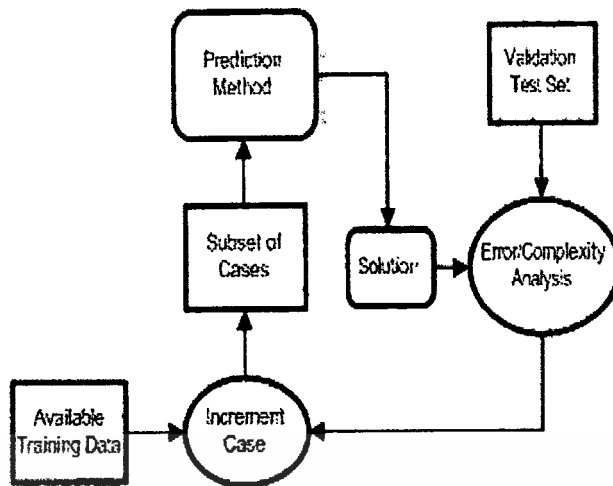 Prediction
Method
Validation
Test Set
Subset of
Cases
Solution
Error/Complexity
Analysis
Available
Training Data
Increment
Case